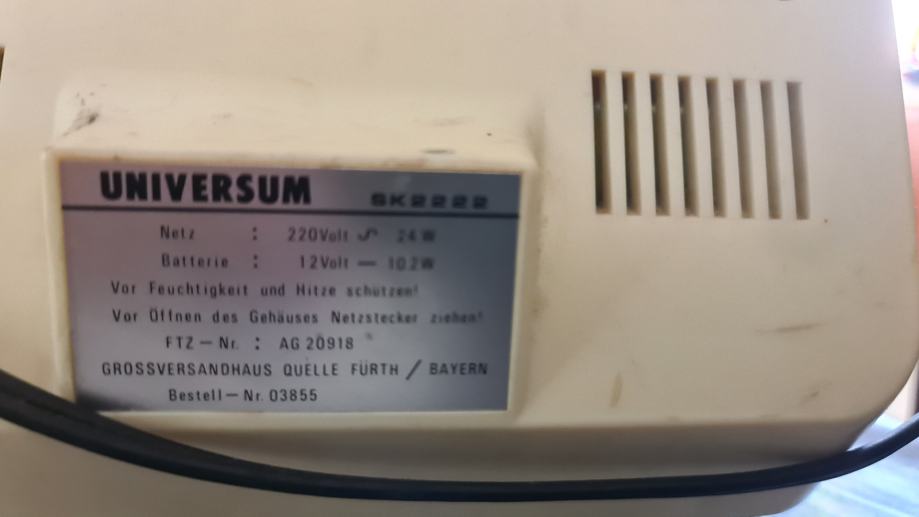 UNIVERSUM SK2222
Netz : 220Volt ∿ 24W
Batterie : 12Volt — 10.2W
Vor Feuchtigkeit und Hitze schützen!
Vor Öffnen des Gehäuses Netzstecker ziehen!
FTZ — Nr. : AG 20918
GROSSVERSANDHAUS QUELLE FÜRTH / BAYERN
Bestell — Nr. 03855